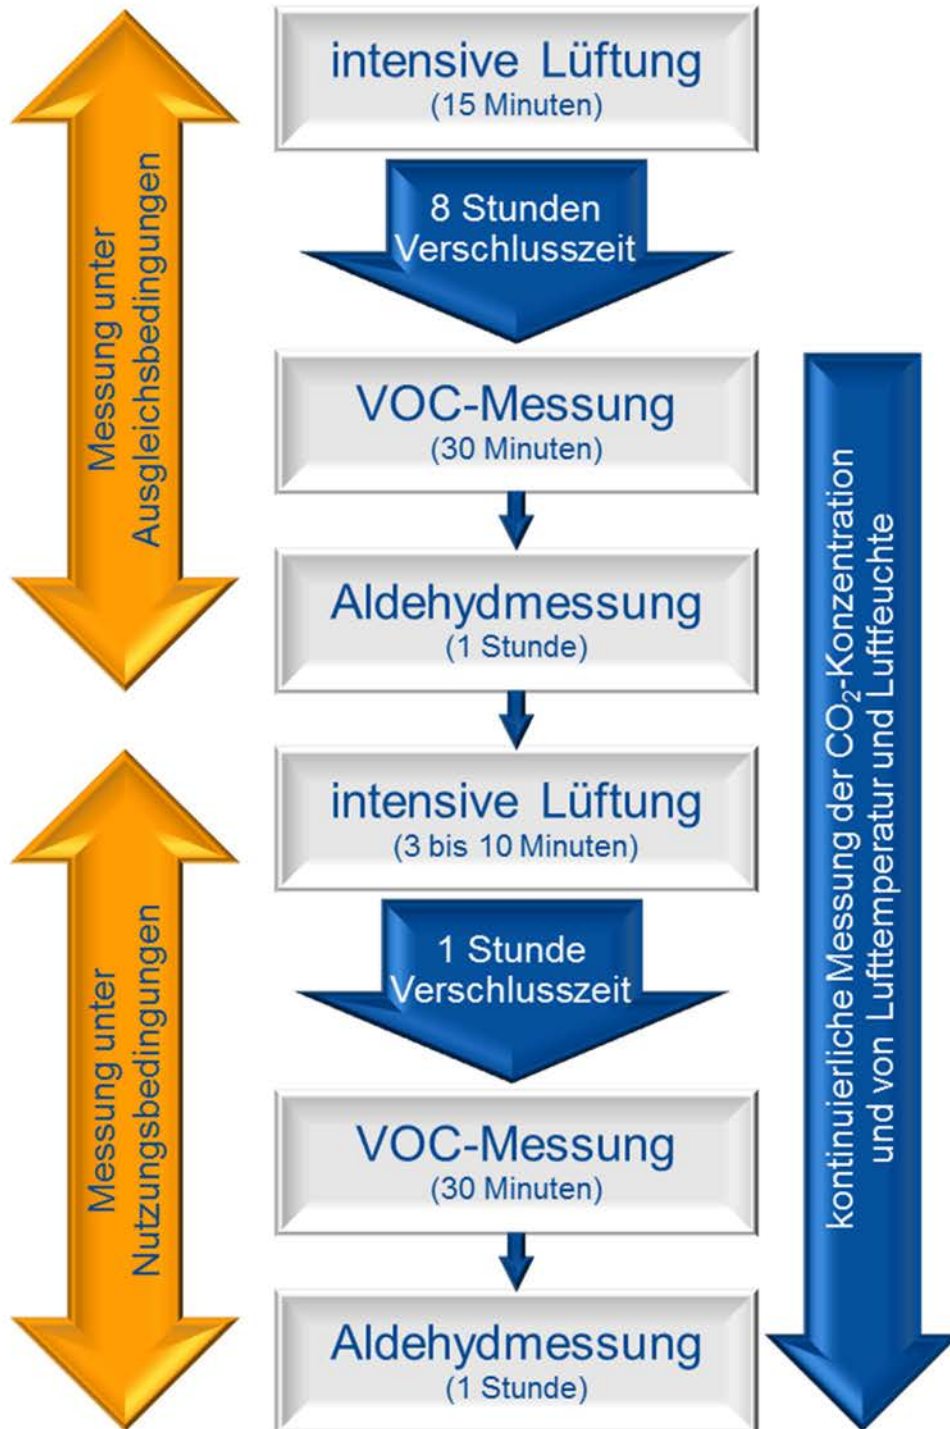 intensive Lüftung
(15 Minuten)
8 Stunden
Verschlusszeit
Messung unter
Ausgleichsbedingungen
VOC-Messung
(30 Minuten)
Aldehydmessung
(1 Stunde)
intensive Lüftung
(3 bis 10 Minuten)
1 Stunde
Verschlusszeit
Messung unter
Nutzungsbedingungen
VOC-Messung
(30 Minuten)
Aldehydmessung
(1 Stunde)
kontinuierliche Messung der CO₂-Konzentration
und von Lufttemperatur und Luftfeuchte